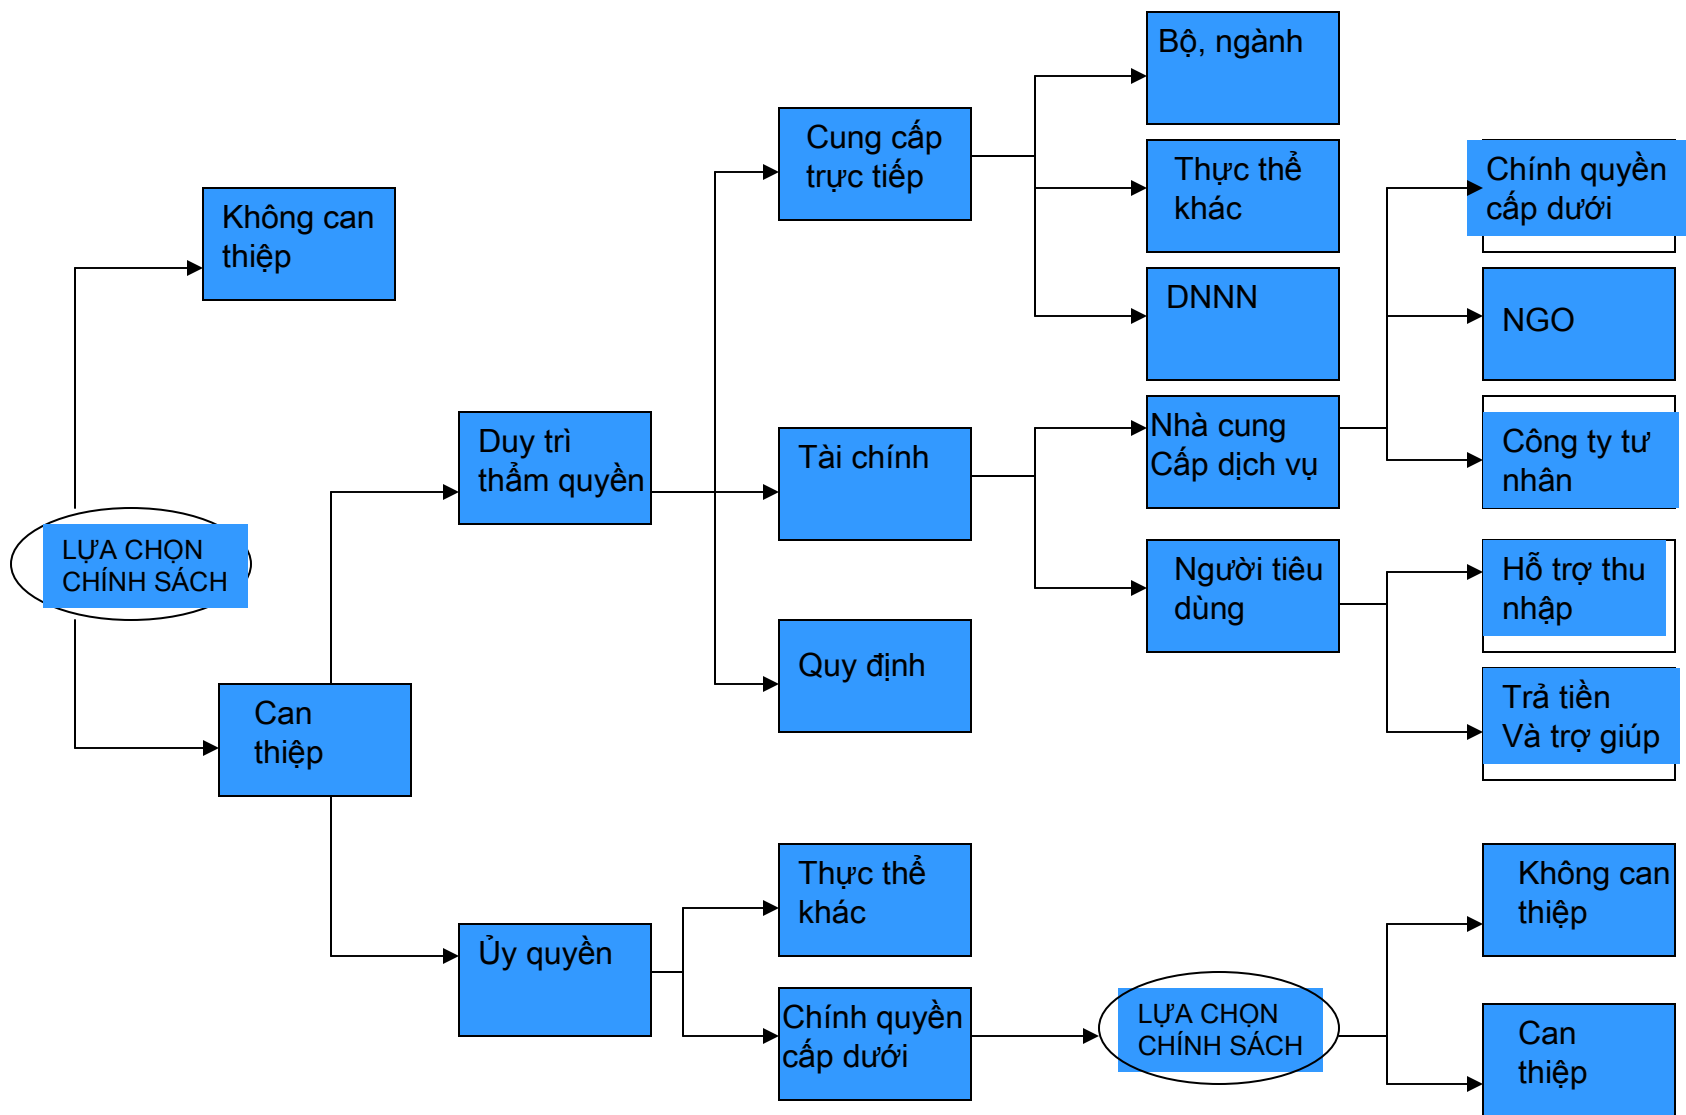 Bộ, ngành
Cung cấp
trực tiếp
Thực thể
khác
Chính quyền
cấp dưới
Không can
thiệp
DNNN
NGO
Duy trì
thẩm quyền
Tài chính
Nhà cung
Cấp dịch vụ
Công ty tư
nhân
LỰA CHỌN
CHÍNH SÁCH
Người tiêu
dùng
Hỗ trợ thu
nhập
Quy định
Can
thiệp
Trả tiền
Và trợ giúp
Thực thể
khác
Không can
thiệp
Ủy quyền
Chính quyền
cấp dưới
LỰA CHỌN
CHÍNH SÁCH
Can
thiệp